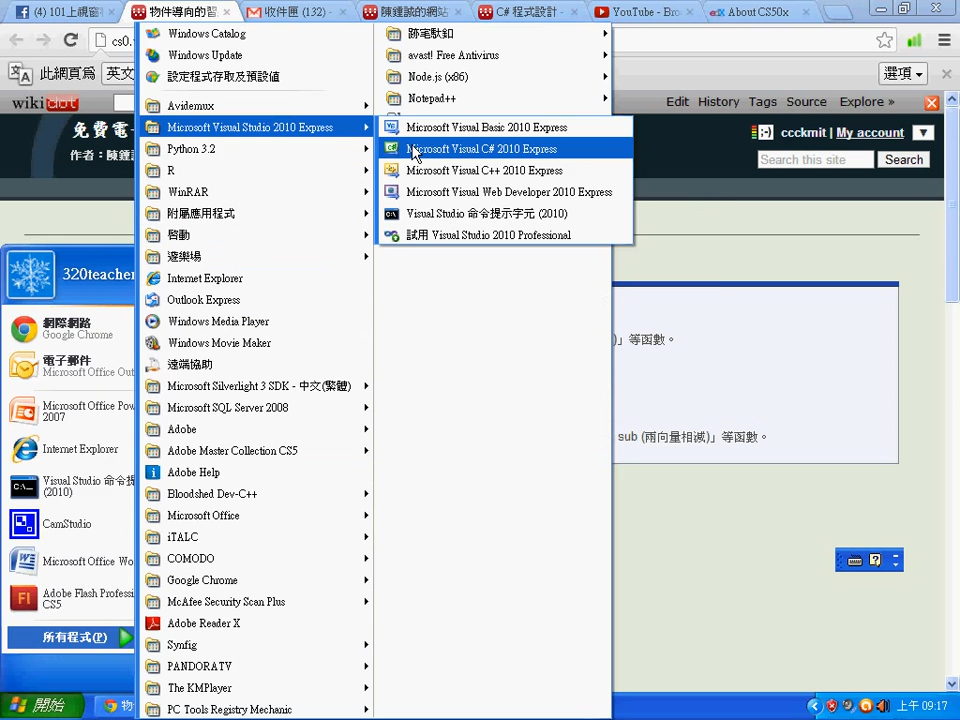 (4) 101上視窗
物件導向的習
收件匣 (132) -
陳鍾誠的網站
C# 程式設計 -
YouTube - Bro
About CS50x
cs0.
此網頁為
英文
選項
wikidot
Edit
History
Tags
Source
Explore »
免費電
作者：陳鍾
ccckmit | My account
Search this site
Search
)」等函數。
sub (兩向量相減)」等函數。
320teacher
網際網路
Google Chrome
電子郵件
Microsoft Office Out
Microsoft Office Pow
2007
Internet Explorer
Visual Studio 命令提
(2010)
CamStudio
Microsoft Office Wo
Adobe Flash Profess
CS5
所有程式(P)
Windows Catalog
Windows Update
設定程式存取及預設值
Avidemux
Microsoft Visual Studio 2010 Express
Python 3.2
R
WinRAR
附屬應用程式
啟動
遊樂場
Internet Explorer
Outlook Express
Windows Media Player
Windows Movie Maker
遠端協助
Microsoft Silverlight 3 SDK - 中文(繁體)
Microsoft SQL Server 2008
Adobe
Adobe Master Collection CS5
Adobe Help
Bloodshed Dev-C++
Microsoft Office
iTALC
COMODO
Google Chrome
McAfee Security Scan Plus
Adobe Reader X
Synfig
PANDORATV
The KMPlayer
PC Tools Registry Mechanic
avast! Free Antivirus
Node.js (x86)
Notepad++
Microsoft Visual Basic 2010 Express
Microsoft Visual C# 2010 Express
Microsoft Visual C++ 2010 Express
Microsoft Visual Web Developer 2010 Express
Visual Studio 命令提示字元 (2010)
試用 Visual Studio 2010 Professional
開始
物
上午 09:17